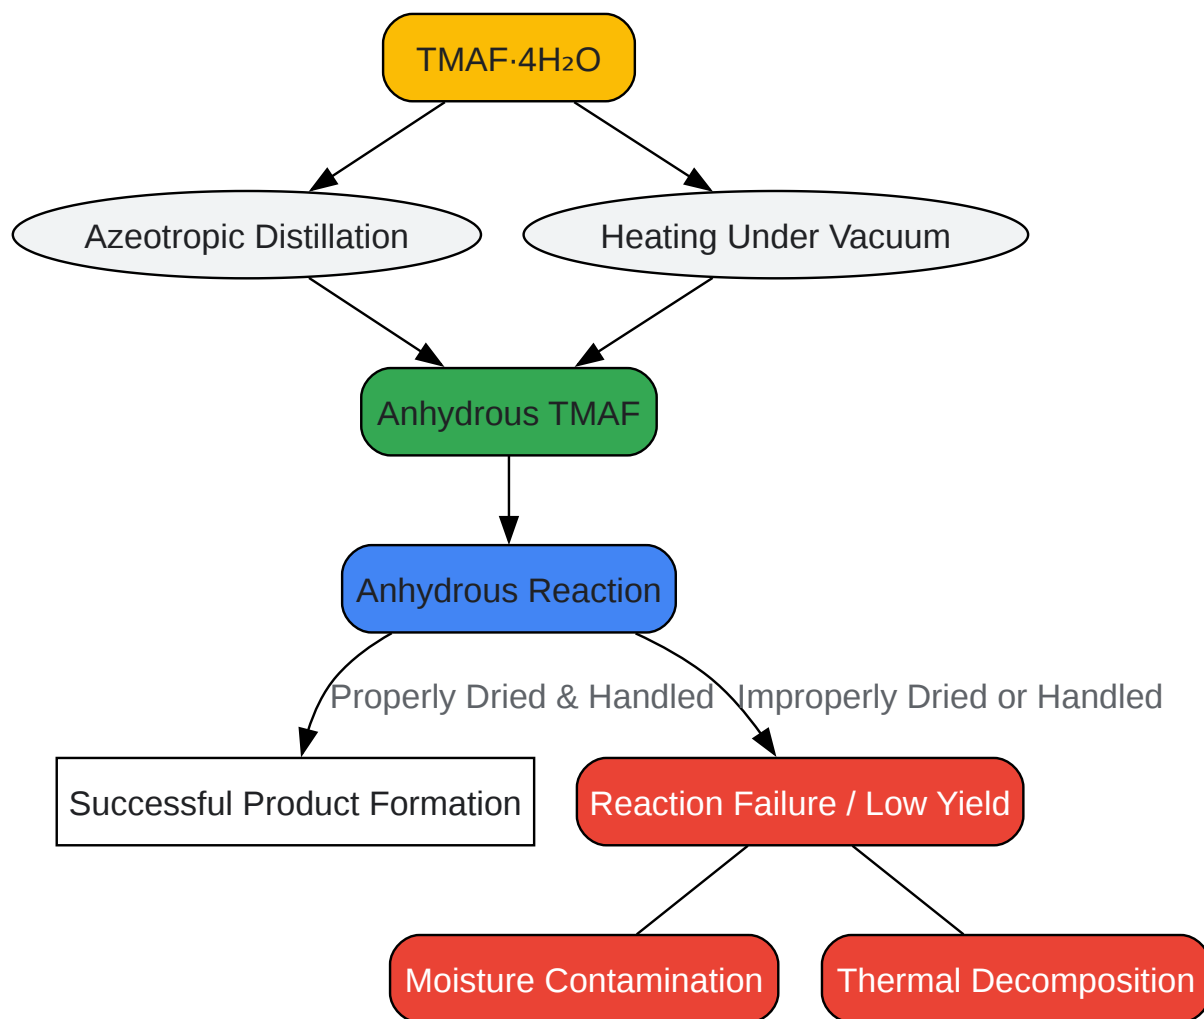 TMAF·4H₂O
Azeotropic Distillation
Heating Under Vacuum
Anhydrous TMAF
Anhydrous Reaction
Properly Dried & Handled
Improperly Dried or Handled
Successful Product Formation
Reaction Failure / Low Yield
Moisture Contamination
Thermal Decomposition